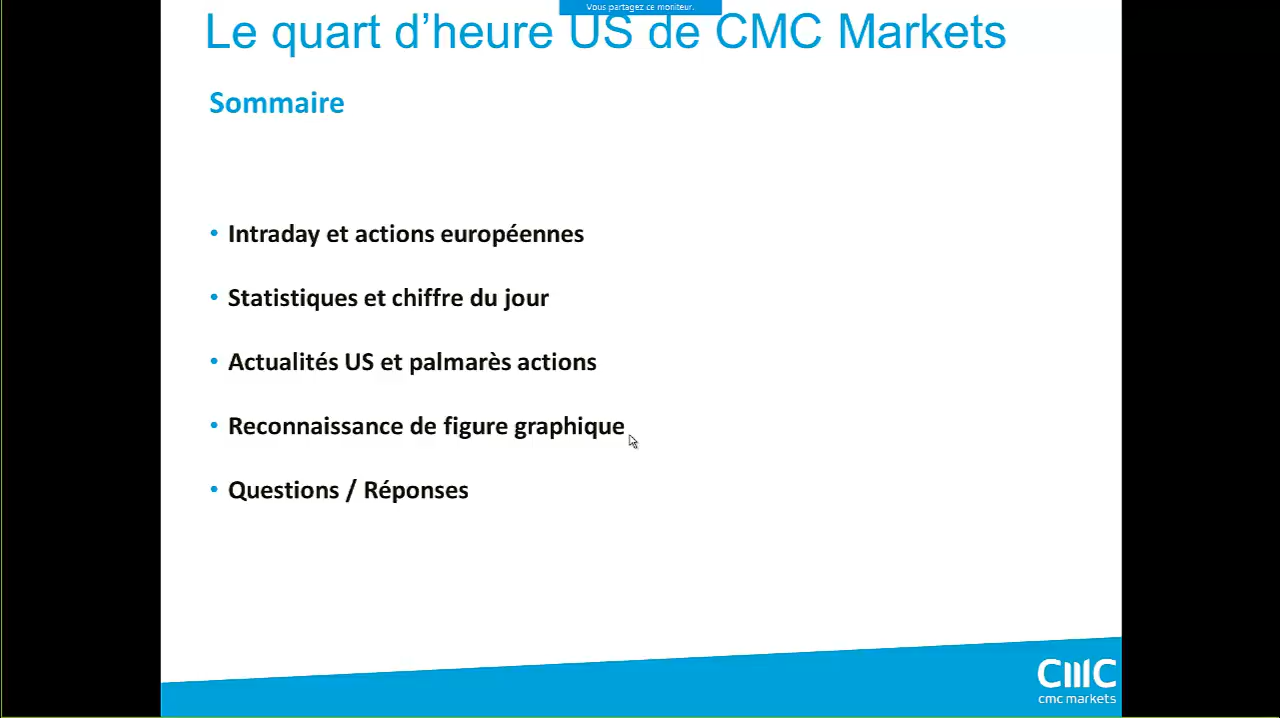 Vous partagez ce moniteur.
Le quart d’heure US de CMC Markets
Sommaire
• Intraday et actions européennes
• Statistiques et chiffre du jour
• Actualités US et palmarès actions
• Reconnaissance de figure graphique
• Questions / Réponses
CMC
cmc markets